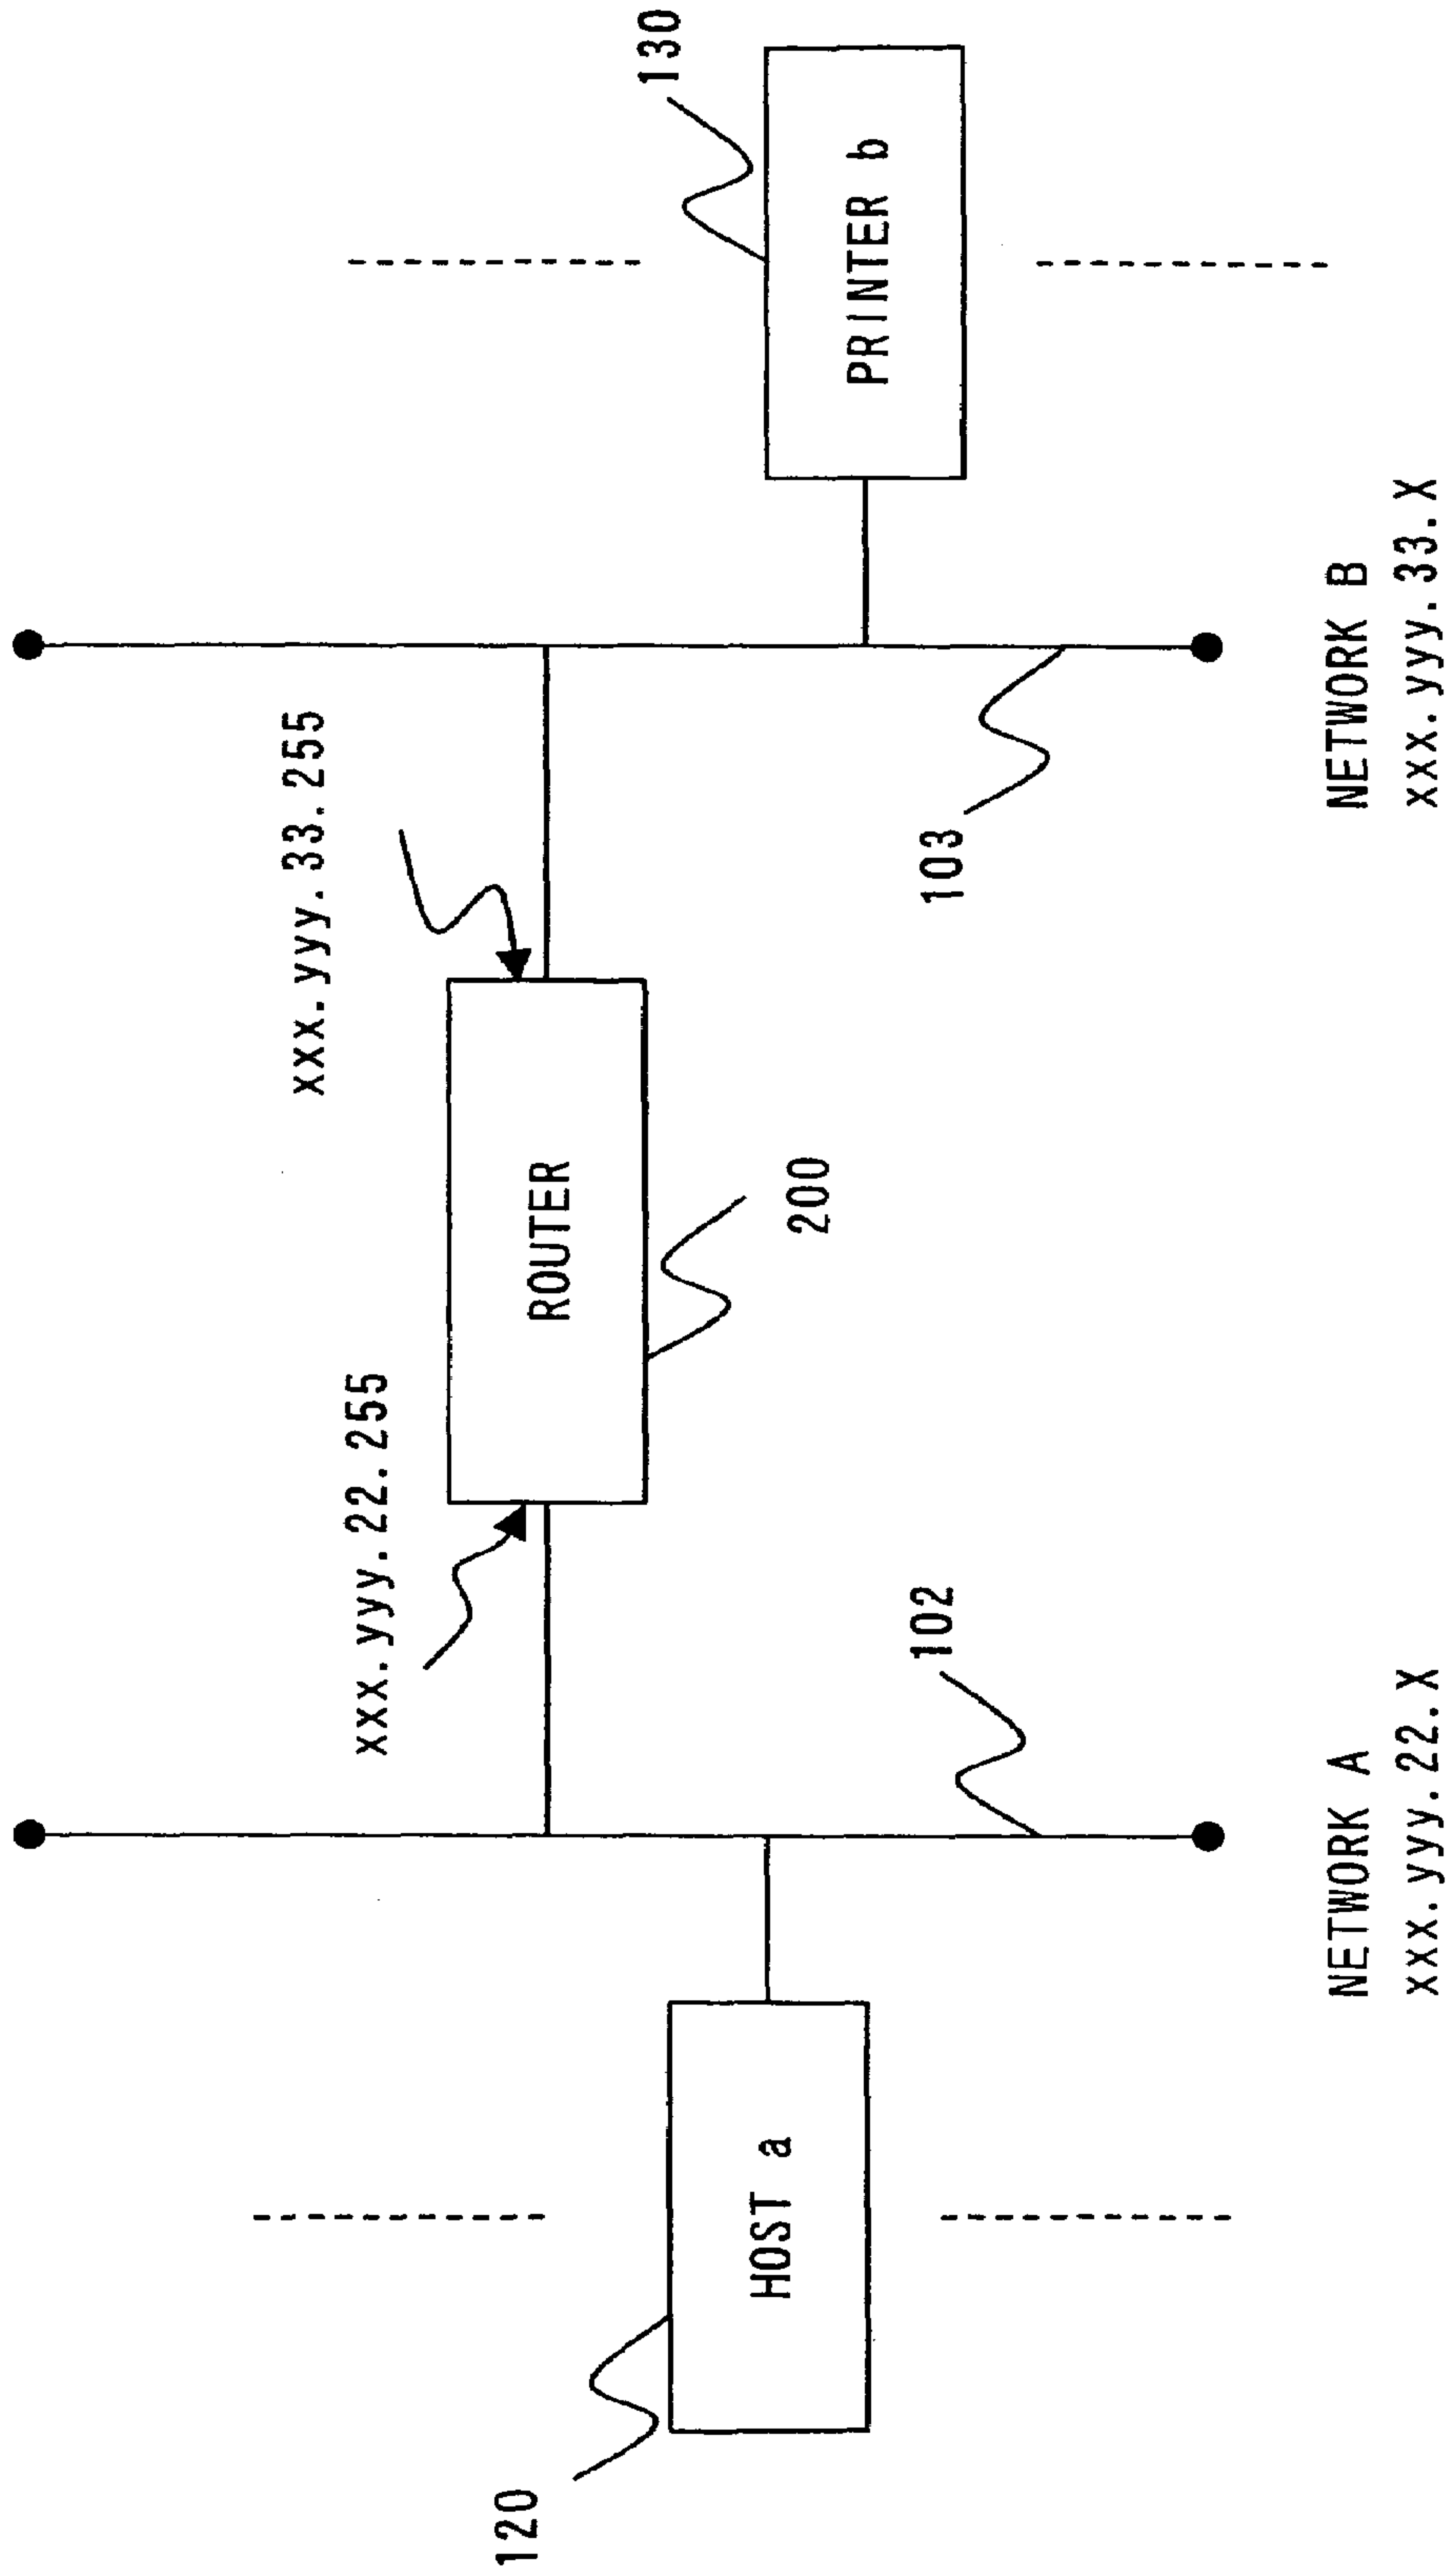 xxx.yyy.33.255
xxx.yyy.22.255
130
ROUTER
PRINTER b
120
HOST a
200
102
103
NETWORK A
xxx.yyy.22.X
NETWORK B
xxx.yyy.33.X